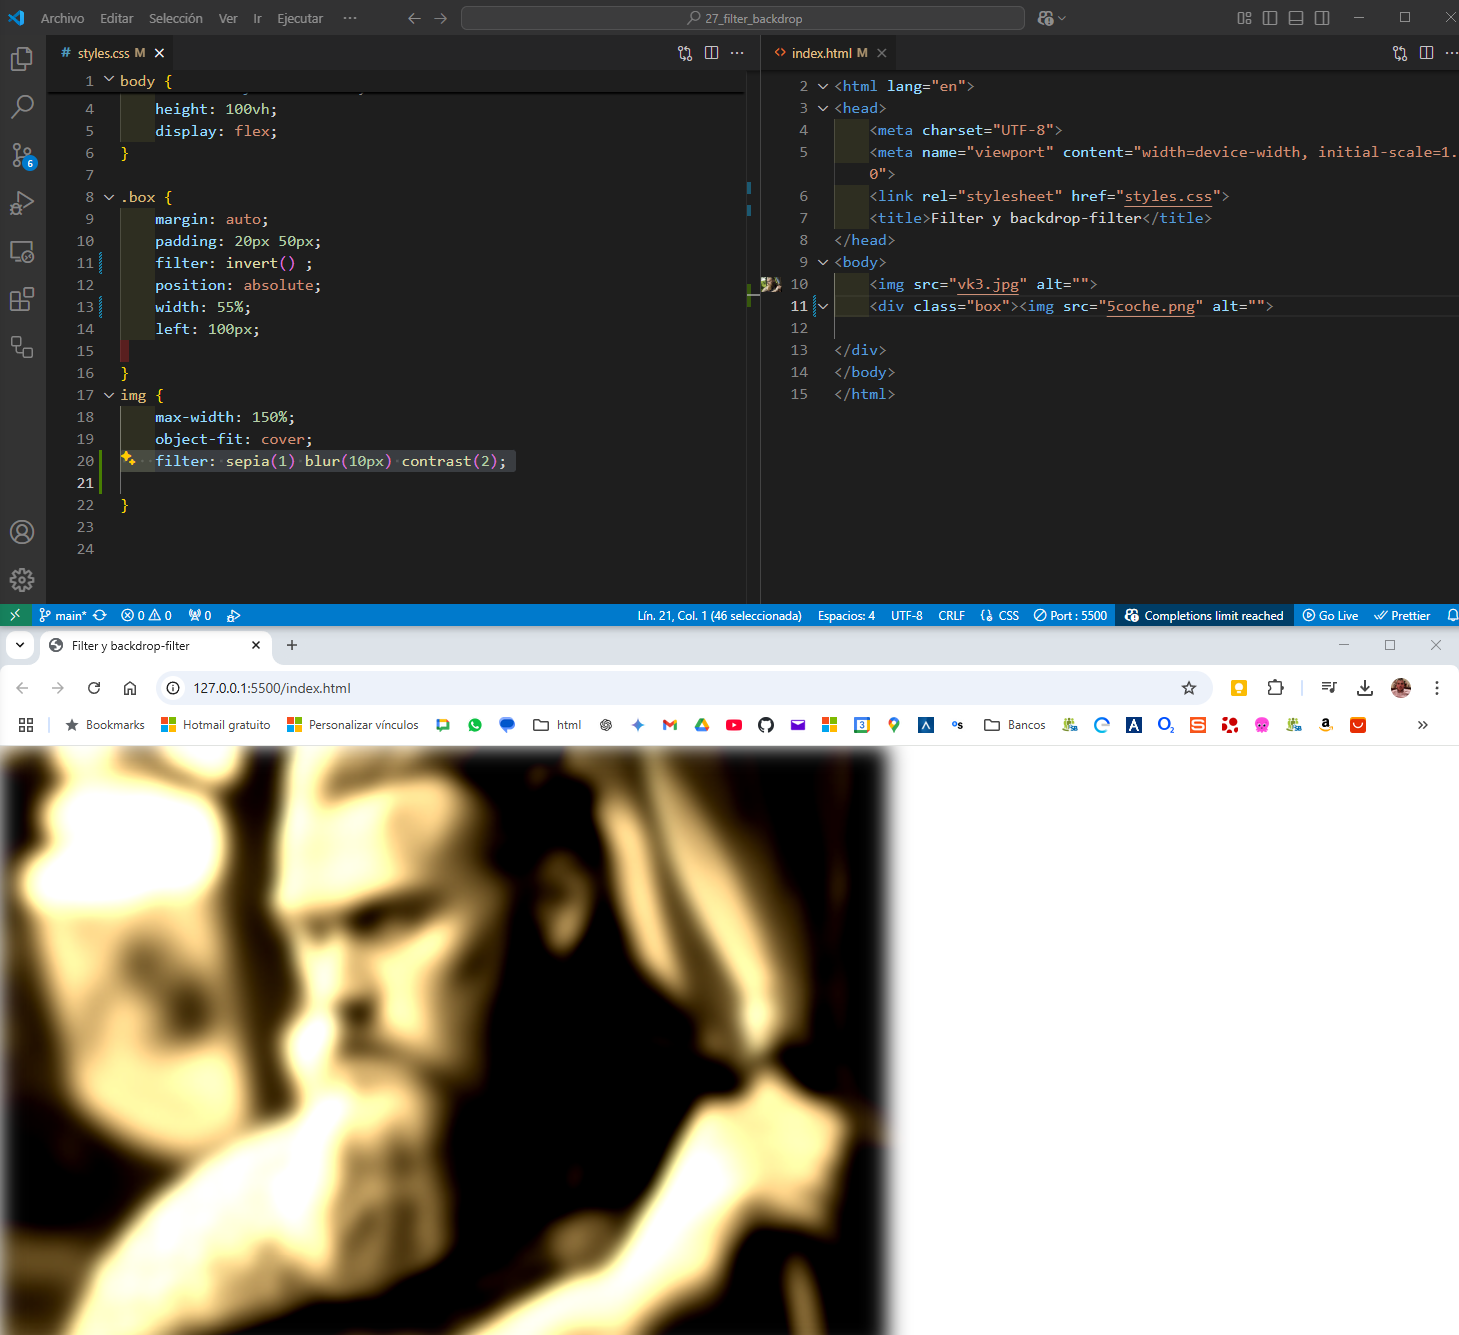 Archivo Editar Selección Ver Ir Ejecutar ··· 27_filter_backdrop
# styles.css M
1 body {
4 height: 100vh;
5 display: flex;
6 }
7
8 .box {
9 margin: auto;
10 padding: 20px 50px;
11 filter: invert() ;
12 position: absolute;
13 width: 55%;
14 left: 100px;
15
16 }
17 img {
18 max-width: 150%;
19 object-fit: cover;
20 filter: sepia(1) blur(10px) contrast(2);
21
22 }
23
24
<> index.html M
2 <html lang="en">
3 <head>
4 <meta charset="UTF-8">
5 <meta name="viewport" content="width=device-width, initial-scale=1.
0">
6 <link rel="stylesheet" href="styles.css">
7 <title>Filter y backdrop-filter</title>
8 </head>
9 <body>
10 <img src="vk3.jpg" alt="">
11 <div class="box"><img src="5coche.png" alt="">
12
13 </div>
14 </body>
15 </html>
6
main* 0 0 0 Lín. 21, Col. 1 (46 seleccionada) Espacios: 4 UTF-8 CRLF CSS Port : 5500 Completions limit reached Go Live Prettier
Filter y backdrop-filter
127.0.0.1:5500/index.html
Bookmarks Hotmail gratuito Personalizar vínculos html Bancos